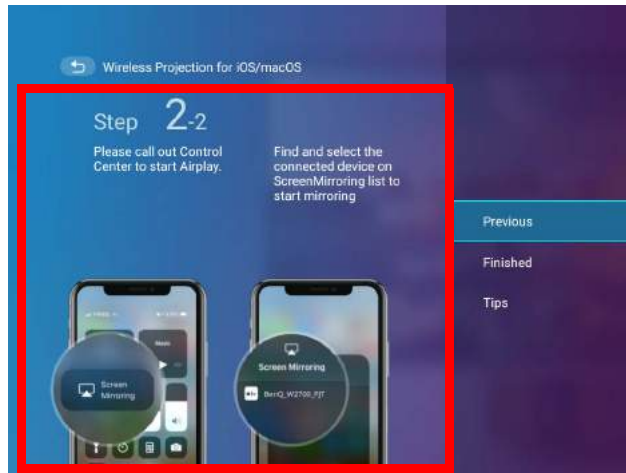 Wireless Projection for iOS/macOS
Step 2-2
Please call out Control
Center to start Airplay.
Find and select the
connected device on
ScreenMirroring list to
start mirroring
Previous
Finished
Tips
Music
Screen
Mirroring
Screen Mirroring
BenQ_W2700_PJT